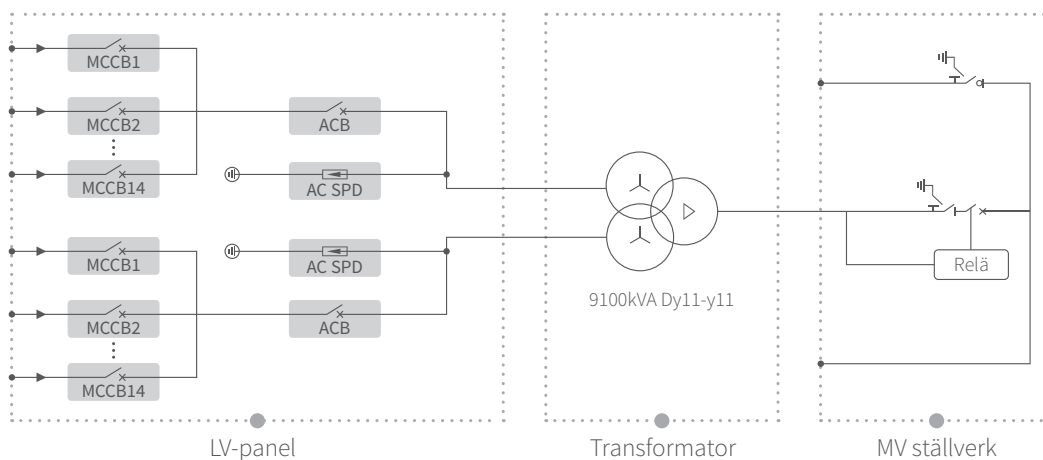 MCCB1
MCCB2
MCCB14
ACB
AC SPD
MCCB1
MCCB2
MCCB14
AC SPD
ACB
9100kVA Dy11-y11
Relä
LV-panel
Transformator
MV ställverk